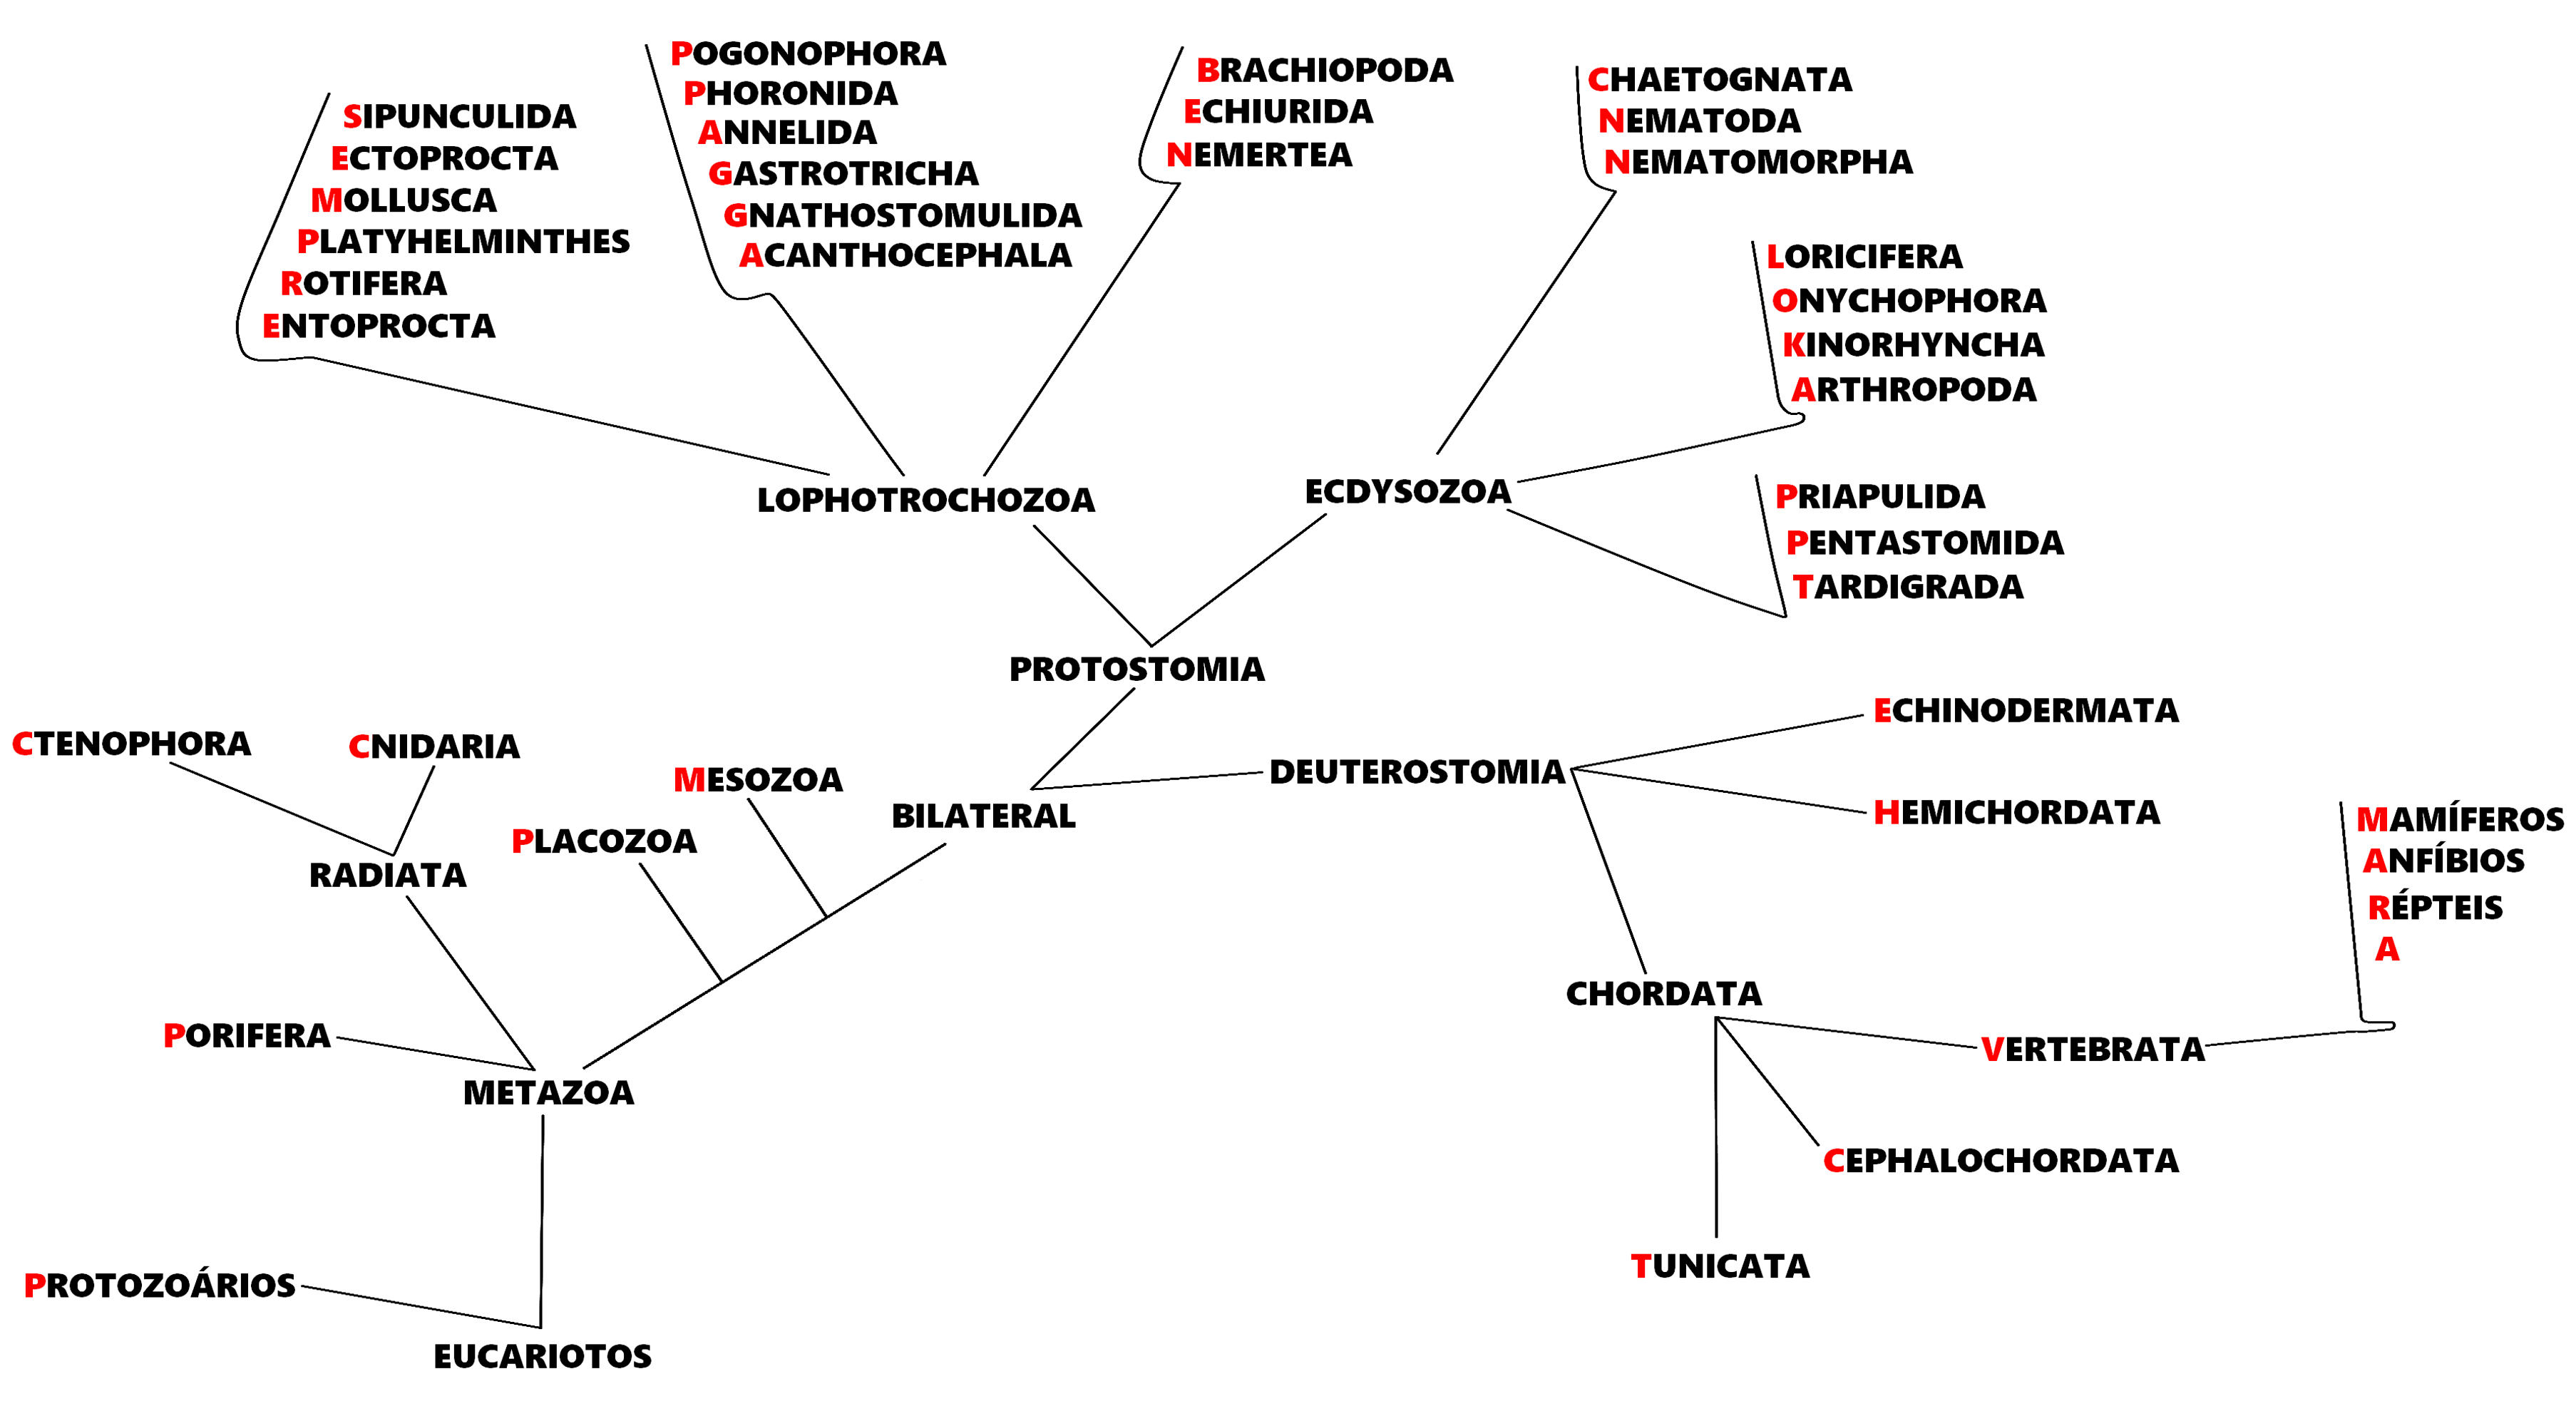 SIPUNCULIDA
ECTOPROCTA
MOLLUSCA
PLATYHELMINTHES
ROTIFERA
ENTOPROCTA
POGONOPHORA
PHORONIDA
ANNELIDA
GASTROTRICHA
GNATHOSTOMULIDA
ACANTHOCEPHALA
BRACHIOPODA
ECHIURIDA
NEMERTEA
CHAETOGNATA
NEMATODA
NEMATOMORPHA
LORICIFERA
ONYCHOPHORA
KINORHYNCHA
ARTHROPODA
LOPHOTROCHOZOA
ECDYSOZOA
PRIAPULIDA
PENTASTOMIDA
TARDIGRADA
PROTOSTOMIA
CTENOPHORA
CNIDARIA
MESOZOA
PLACOZOA
BILATERAL
RADIATA
DEUTEROSTOMIA
ECHINODERMATA
HEMICHORDATA
MAMÍFEROS
ANFÍBIOS
RÉPTEIS
A
CHORDATA
VERTEBRATA
PORIFERA
METAZOA
CEPHALOCHORDATA
TUNICATA
PROTOZOÁRIOS
EUCARIOTOS